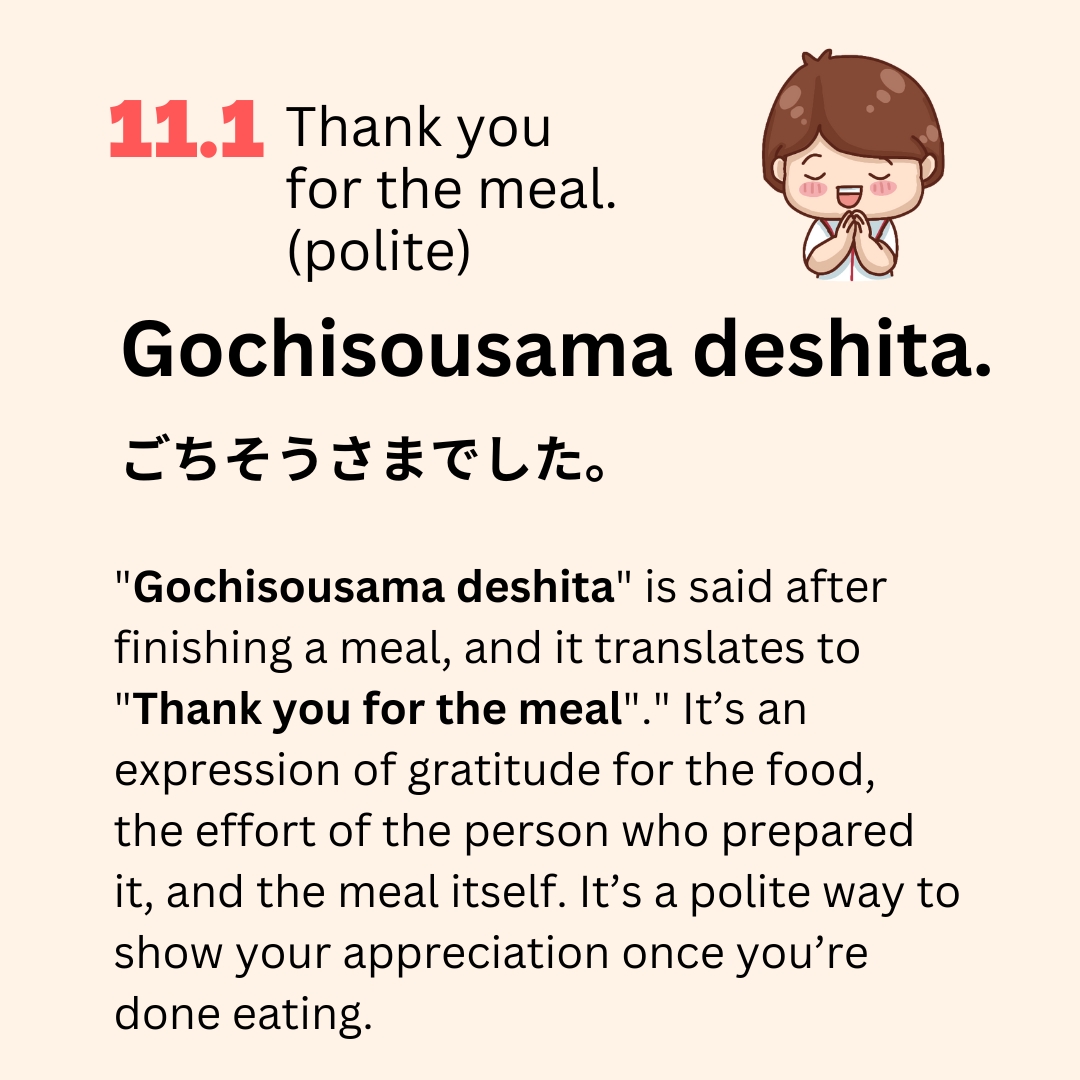 11.1 Thank you
for the meal.
(polite)
Gochisousama deshita.
ごちそうさまでした。
"Gochisousama deshita" is said after
finishing a meal, and it translates to
"Thank you for the meal"." It’s an
expression of gratitude for the food,
the effort of the person who prepared
it, and the meal itself. It’s a polite way to
show your appreciation once you’re
done eating.